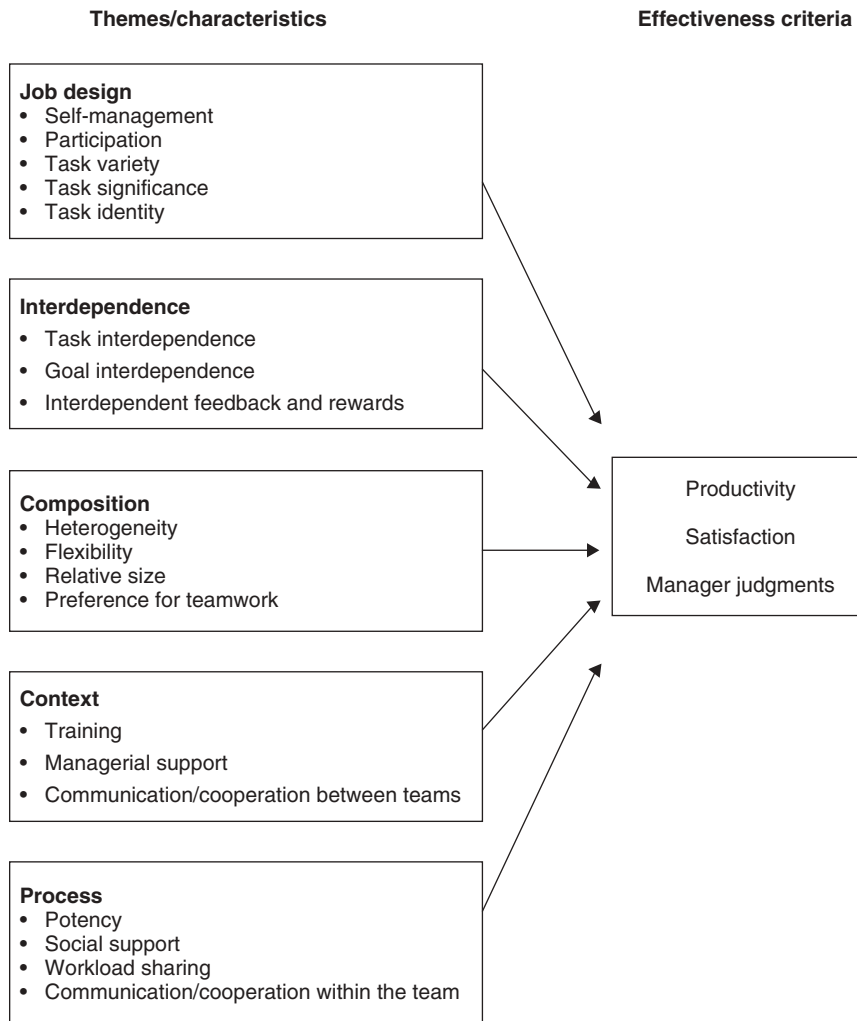 Themes/characteristics
Effectiveness criteria
Job design
• Self-management
• Participation
• Task variety
• Task significance
• Task identity
Interdependence
• Task interdependence
• Goal interdependence
• Interdependent feedback and rewards
Composition
• Heterogeneity
• Flexibility
• Relative size
• Preference for teamwork
Context
• Training
• Managerial support
• Communication/cooperation between teams
Process
• Potency
• Social support
• Workload sharing
• Communication/cooperation within the team
Productivity
Satisfaction
Manager judgments